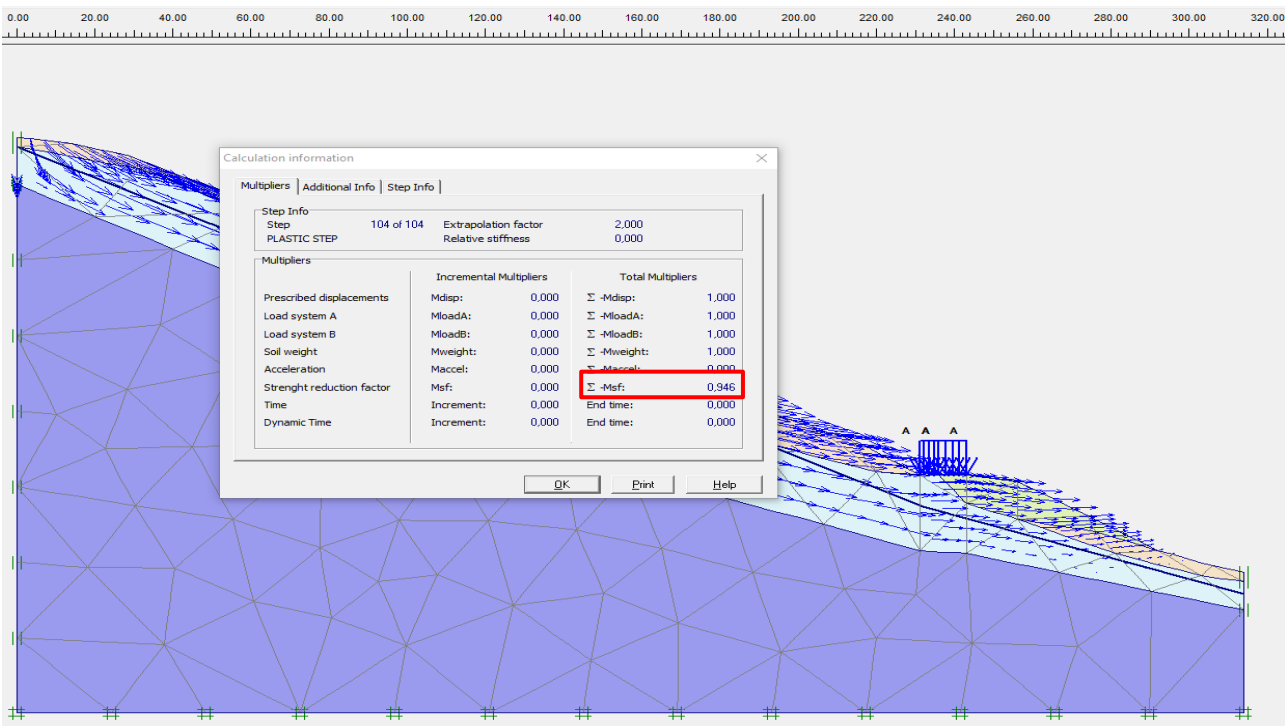 0.00 20.00 40.00 60.00 80.00 100.00 120.00 140.00 160.00 180.00 200.00 220.00 240.00 260.00 280.00 300.00 320.00
Calculation information
Multipliers Additional Info Step Info
Step Info
Step 104 of 104 Extrapolation factor 2,000
PLASTIC STEP Relative stiffness 0,000
Multipliers
Incremental Multipliers Total Multipliers
Prescribed displacements Mdisp: 0,000 Σ -Mdisp: 1,000
Load system A MloadA: 0,000 Σ -MloadA: 1,000
Load system B MloadB: 0,000 Σ -MloadB: 1,000
Soil weight Mweight: 0,000 Σ -Mweight: 1,000
Acceleration Maccel: 0,000 Σ -Maccel: 0,000
Strenght reduction factor Msf: 0,000 Σ -Msf: 0,946
Time Increment: 0,000 End time: 0,000
Dynamic Time Increment: 0,000 End time: 0,000
A A A
OK Print Help